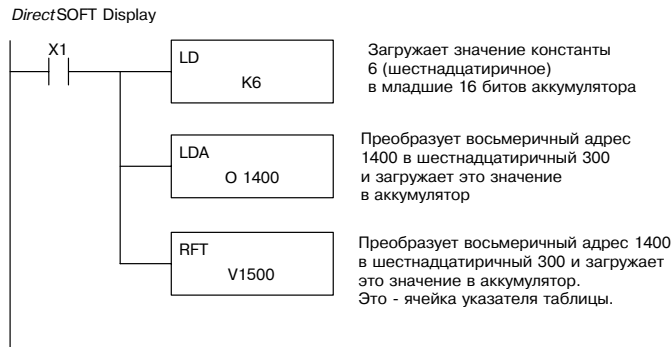 DirectSOFT Display
X1
LD
K6
Загружает значение константы
6 (шестнадцатиричное)
в младшие 16 битов аккумулятора
LDA
O 1400
Преобразует восьмеричный адрес
1400 в шестнадцатиричный 300
и загружает это значение
в аккумулятор
RFT
V1500
Преобразует восьмеричный адрес 1400
в шестнадцатиричный 300 и загружает
это значение в аккумулятор.
Это - ячейка указателя таблицы.